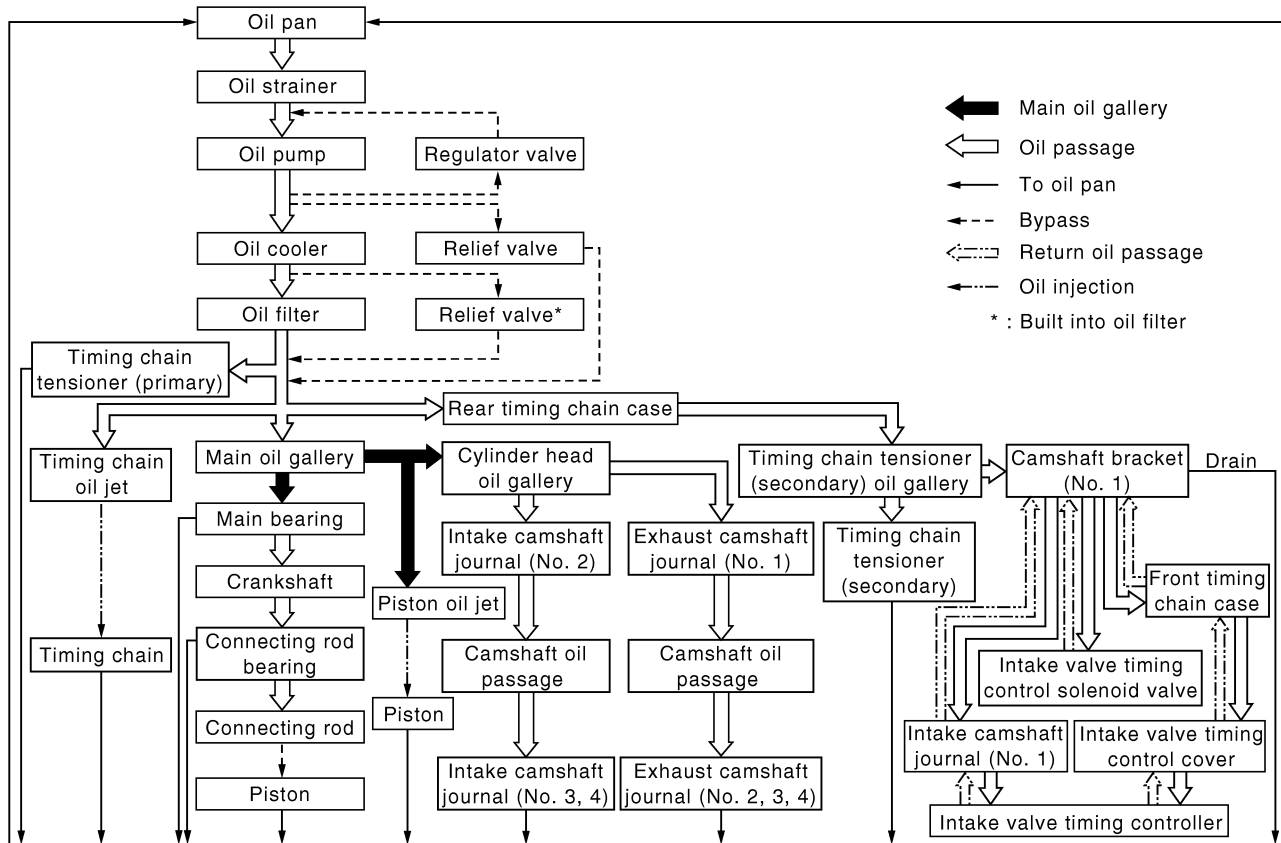 Oil pan
Oil strainer
Main oil gallery
Oil pump
Regulator valve
Oil passage
To oil pan
Bypass
Oil cooler
Relief valve
Return oil passage
Oil injection
Oil filter
Relief valve*
* : Built into oil filter
Timing chain
tensioner (primary)
Rear timing chain case
Timing chain
oil jet
Main oil gallery
Cylinder head
oil gallery
Timing chain tensioner
(secondary) oil gallery
Camshaft bracket
(No. 1)
Drain
Main bearing
Intake camshaft
journal (No. 2)
Exhaust camshaft
journal (No. 1)
Timing chain
tensioner
(secondary)
Crankshaft
Piston oil jet
Front timing
chain case
Timing chain
Connecting rod
bearing
Camshaft oil
passage
Camshaft oil
passage
Intake valve timing
control solenoid valve
Connecting rod
Piston
Intake camshaft
journal (No. 1)
Intake valve timing
control cover
Piston
Intake camshaft
journal (No. 3, 4)
Exhaust camshaft
journal (No. 2, 3, 4)
Intake valve timing controller